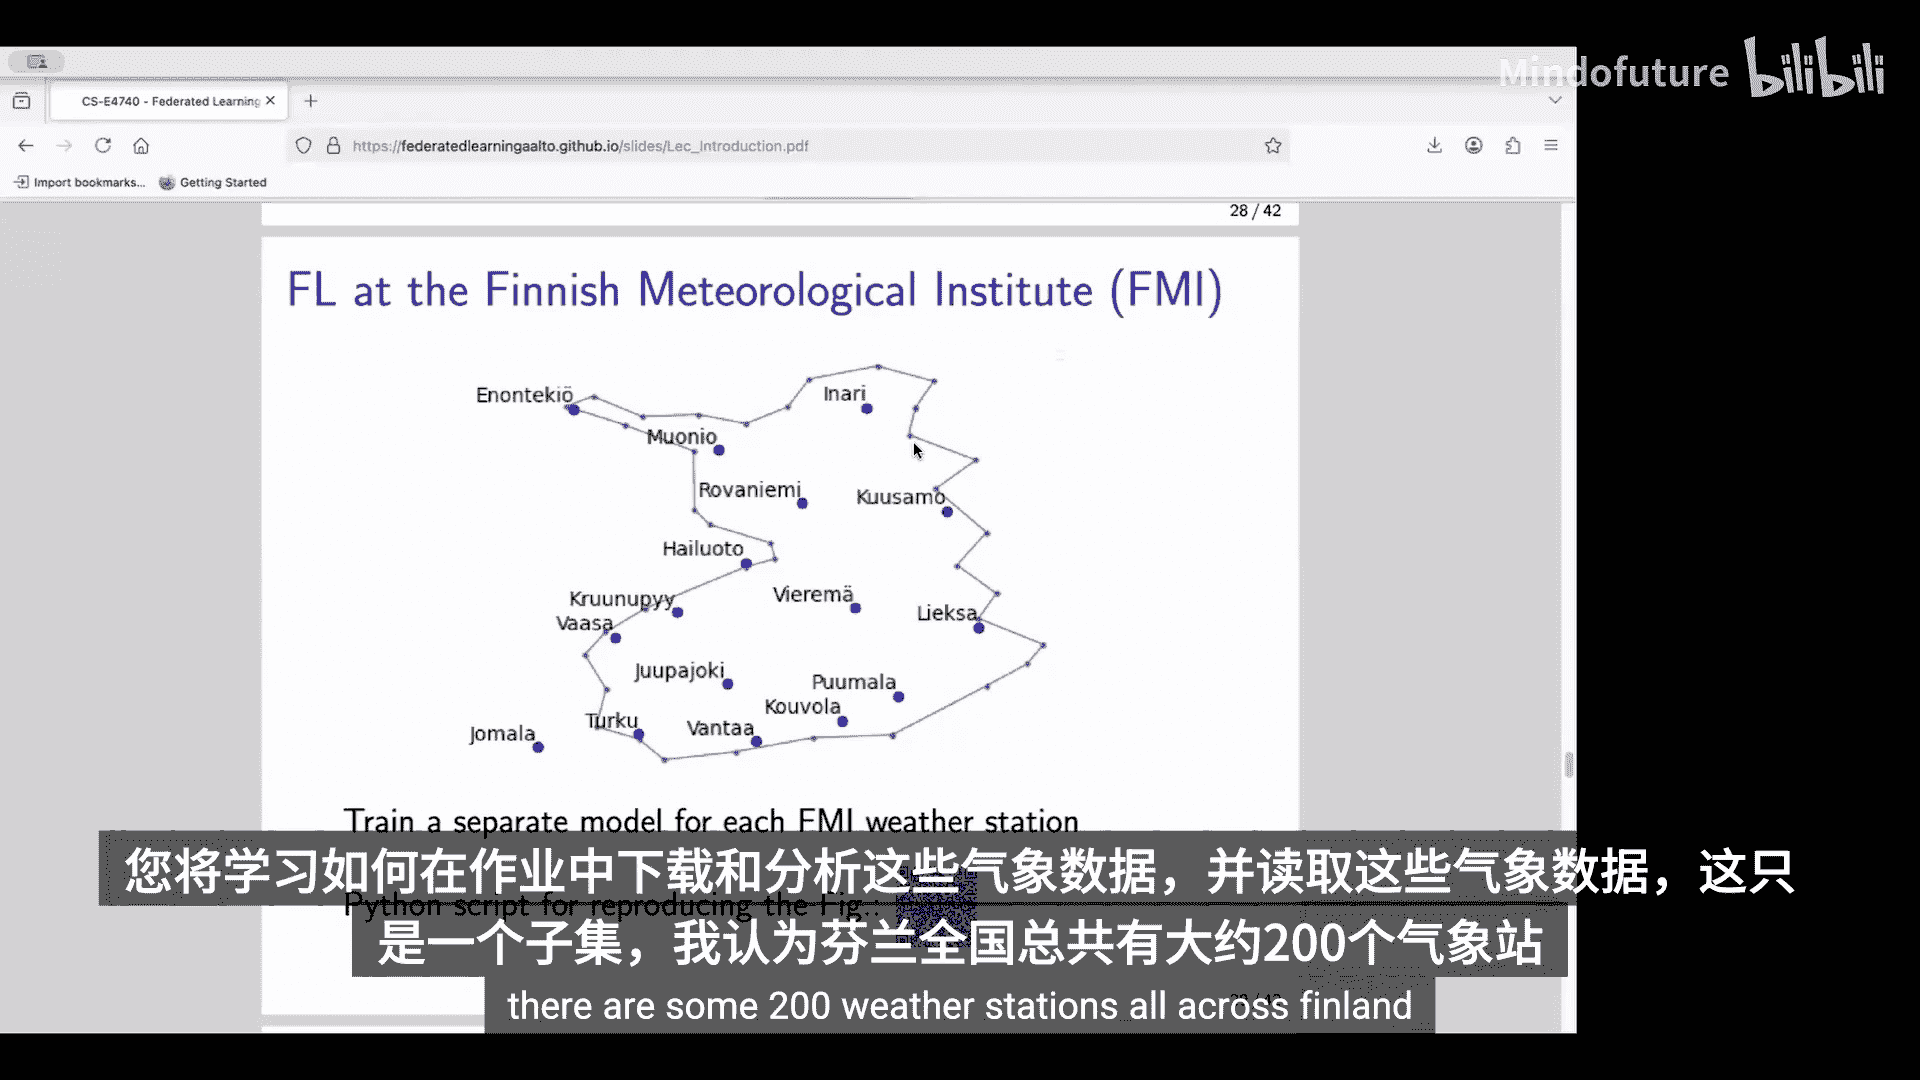 Mindofuture bilibili
CS-E4740 - Federated Learning
https://federatedlearningaalto.github.io/slides/Lec_Introduction.pdf
Import bookmarks... Getting Started
28 / 42
FL at the Finnish Meteorological Institute (FMI)
Enontekiö
Inari
Muonio
Rovaniemi
Kuusamo
Hailuoto
Kruunupyy
Vieremä
Vaasa
Lieksa
Juupajoki
Puumala
Kouvola
Turku
Vantaa
Jomala
Train a separate model for each FMI weather station
您将学习如何在作业中下载和分析这些气象数据，并读取这些气象数据，这只
Python script for reproducing the Fig.:
是一个子集，我认为芬兰全国总共有大约200个气象站
there are some 200 weather stations all across finland